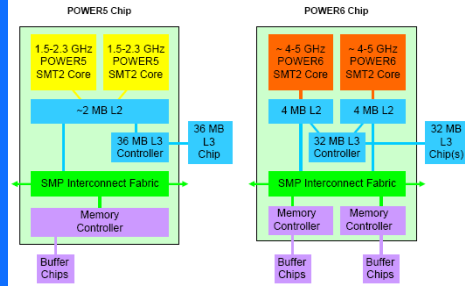 POWER5 Chip
1.5-2.3 GHz
POWER5
SMT2 Core
1.5-2.3 GHz
POWER5
SMT2 Core
~2 MB L2
36 MB L3
Controller
36 MB
L3
Chip
SMP Interconnect Fabric
Memory
Controller
Buffer
Chips
POWER6 Chip
~ 4-5 GHz
POWER6
SMT2 Core
~ 4-5 GHz
POWER6
SMT2 Core
4 MB L2
4 MB L2
32 MB L3
Controller
32 MB
L3
Chip(s)
SMP Interconnect Fabric
Memory
Controller
Memory
Controller
Buffer
Chips
Buffer
Chips